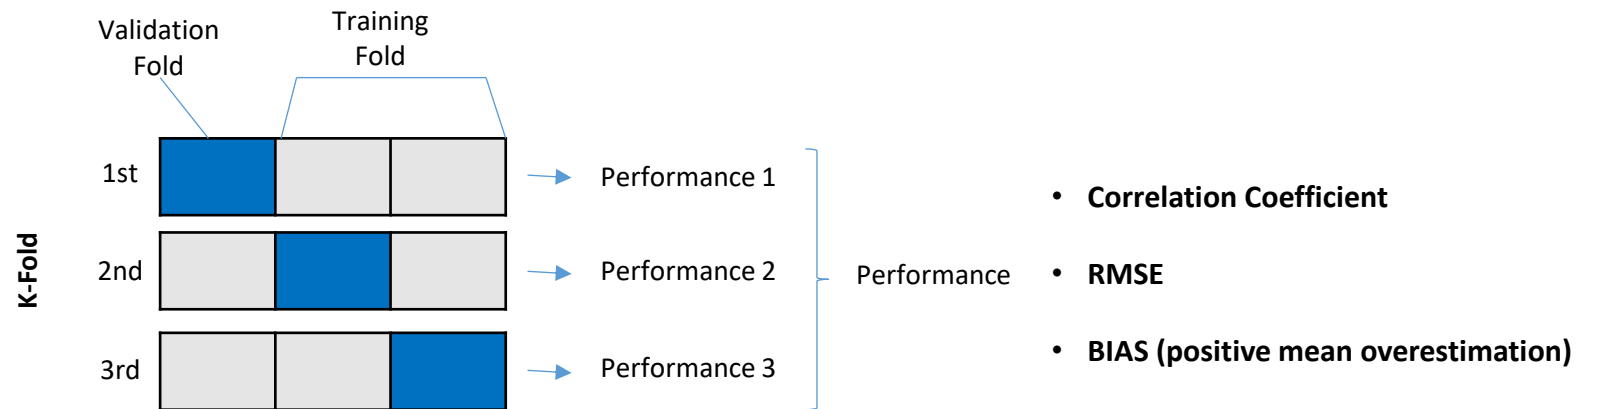 Validation
Fold
Training
Fold
K-Fold
1st
Performance 1
2nd
Performance 2
3rd
Performance 3
Performance
• Correlation Coefficient
• RMSE
• BIAS (positive mean overestimation)